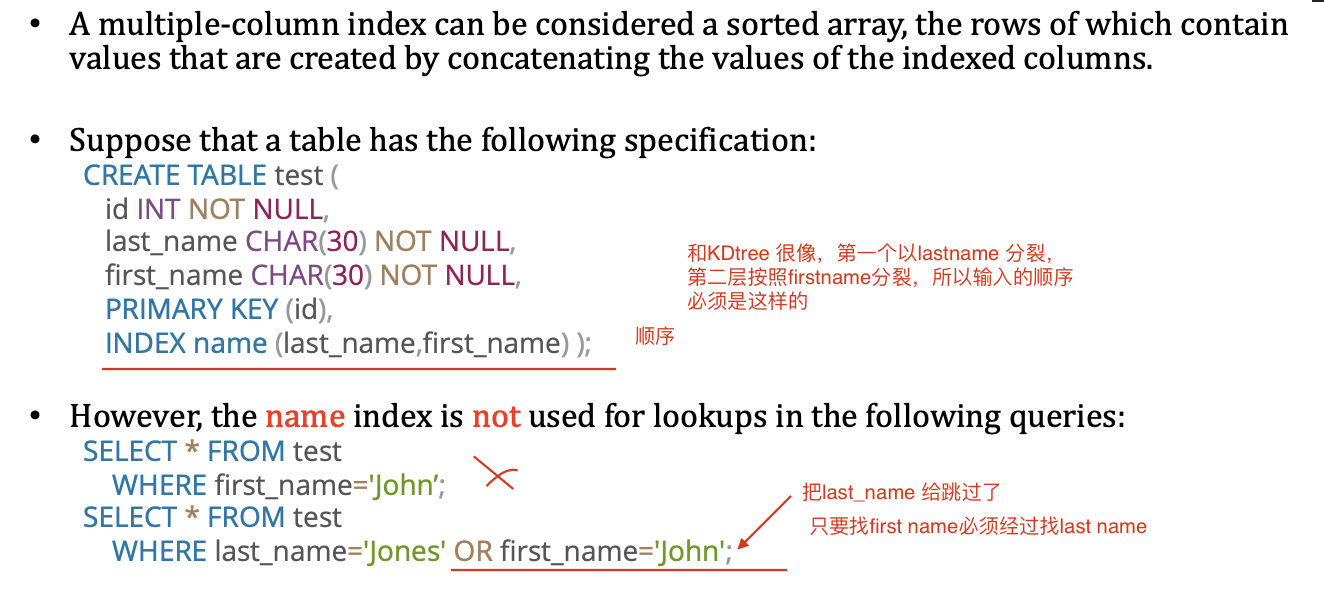 • A multiple-column index can be considered a sorted array, the rows of which contain
values that are created by concatenating the values of the indexed columns.
• Suppose that a table has the following specification:
CREATE TABLE test (
id INT NOT NULL,
last_name CHAR(30) NOT NULL,
first_name CHAR(30) NOT NULL,
PRIMARY KEY (id),
INDEX name (last_name,first_name) );
和KDtree 很像，第一个以lastname 分裂，
第二层按照firstname分裂，所以输入的顺序
必须是这样的
顺序
• However, the name index is not used for lookups in the following queries:
SELECT * FROM test
WHERE first_name='John’;
SELECT * FROM test
WHERE last_name='Jones' OR first_name='John';
把last_name 给跳过了
只要找first name必须经过找last name